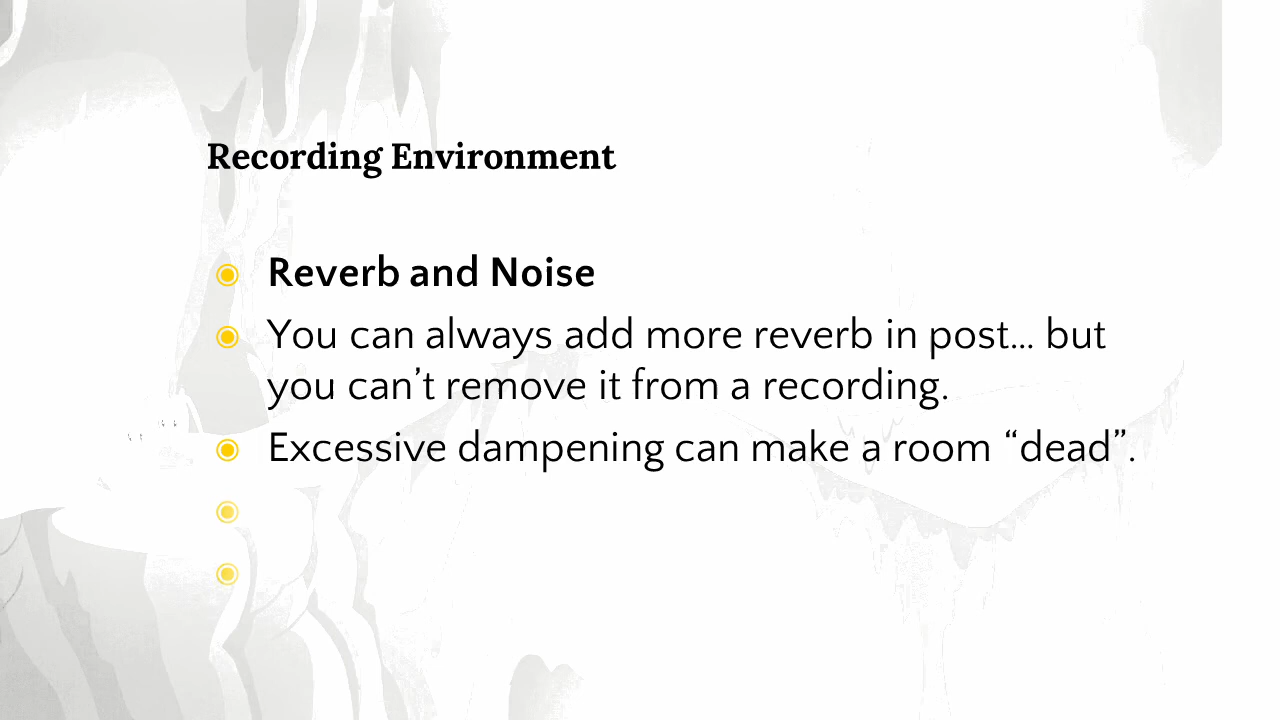 Recording Environment
Reverb and Noise
You can always add more reverb in post... but
you can’t remove it from a recording.
Excessive dampening can make a room “dead”.